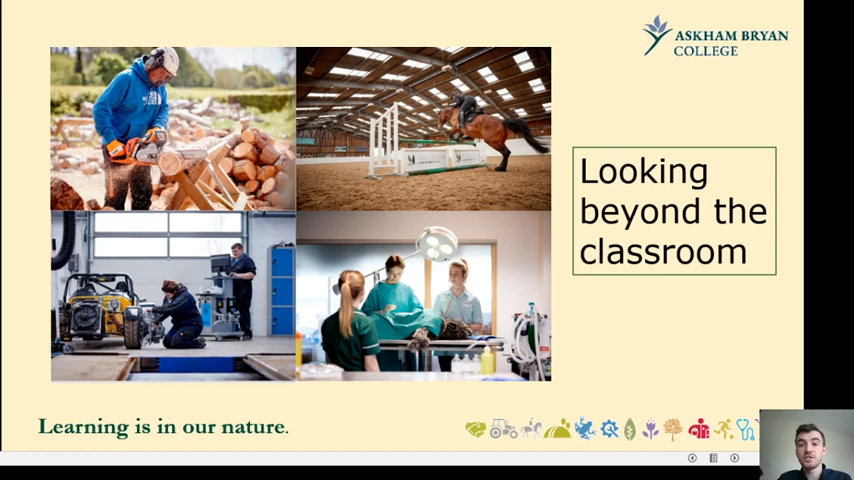 ASKHAM BRYAN
COLLEGE
Looking
beyond the
classroom
Learning is in our nature.